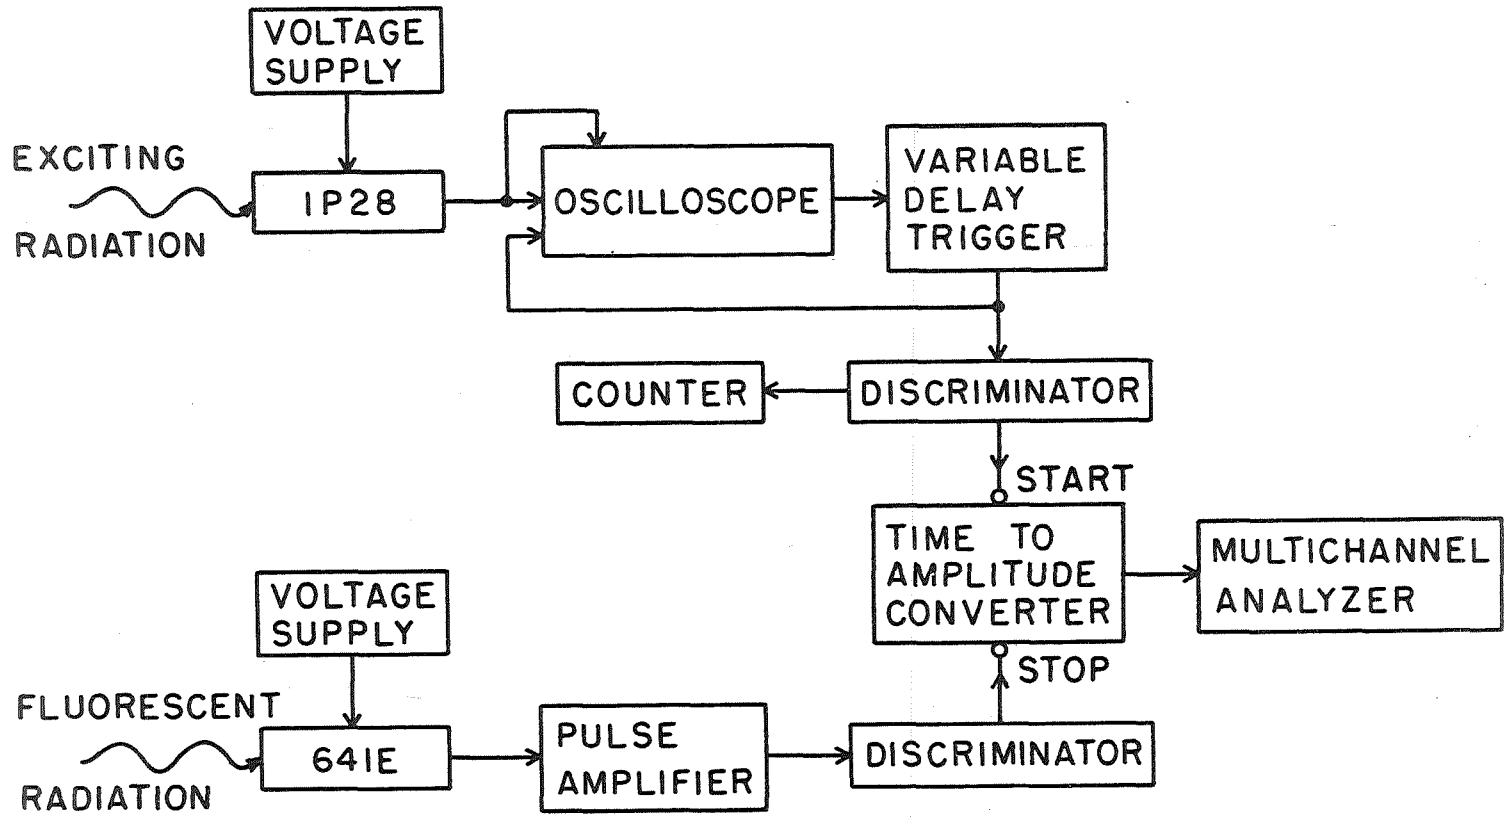 VOLTAGE
SUPPLY
EXCITING
RADIATION
1P28
OSCILLOSCOPE
VARIABLE
DELAY
TRIGGER
COUNTER
DISCRIMINATOR
START
TIME TO
AMPLITUDE
CONVERTER
MULTICHANNEL
ANALYZER
STOP
VOLTAGE
SUPPLY
FLUORESCENT
RADIATION
641E
PULSE
AMPLIFIER
DISCRIMINATOR